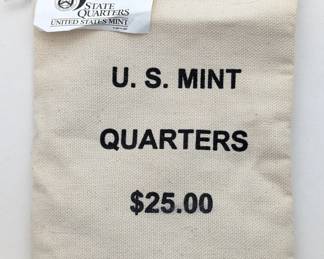 STATE
QUARTERS
UNITED STATES MINT
U. S. MINT
QUARTERS
$25.00